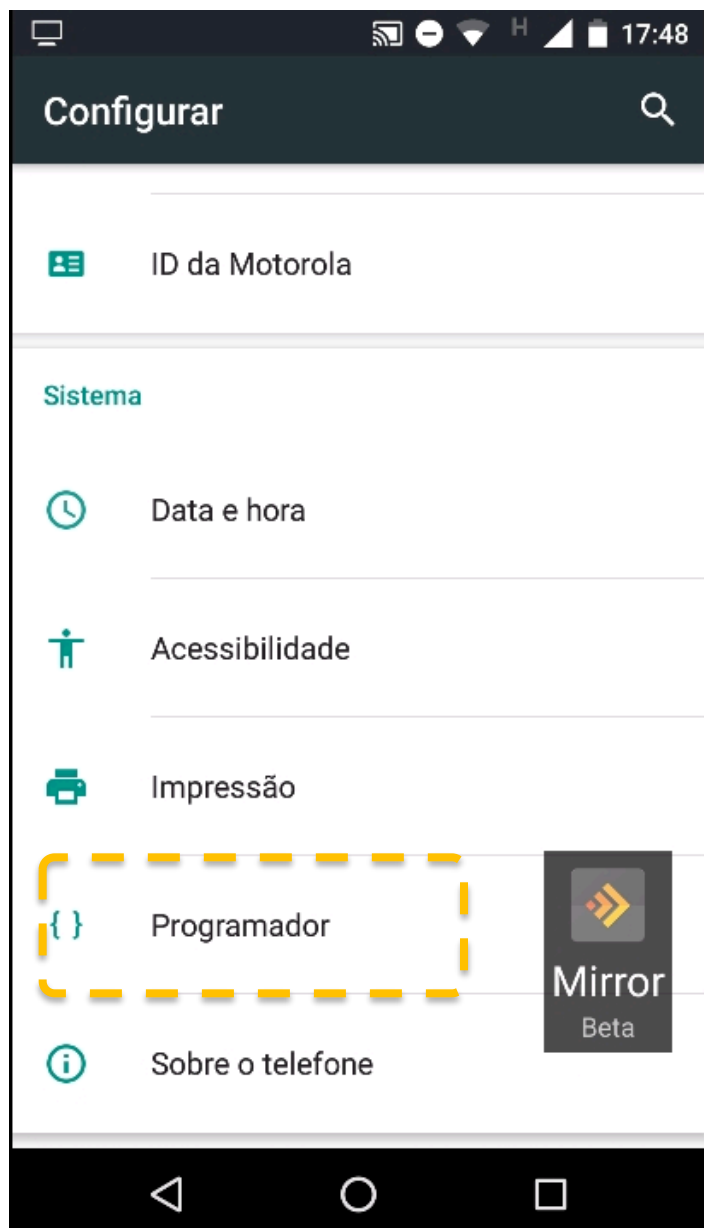 H 17:48
Configurar
ID da Motorola
Sistema
Data e hora
Acessibilidade
Impressão
{ } Programador
Mirror
Beta
Sobre o telefone